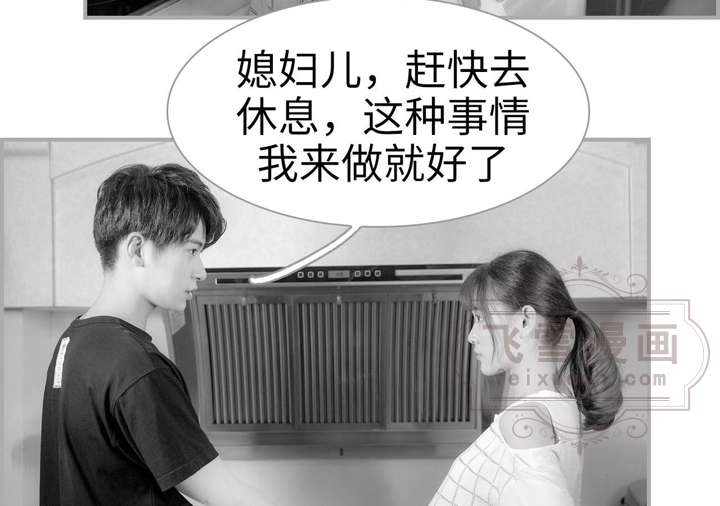 媳妇儿，赶快去
休息，这种事情
我来做就好了
飞雪漫画